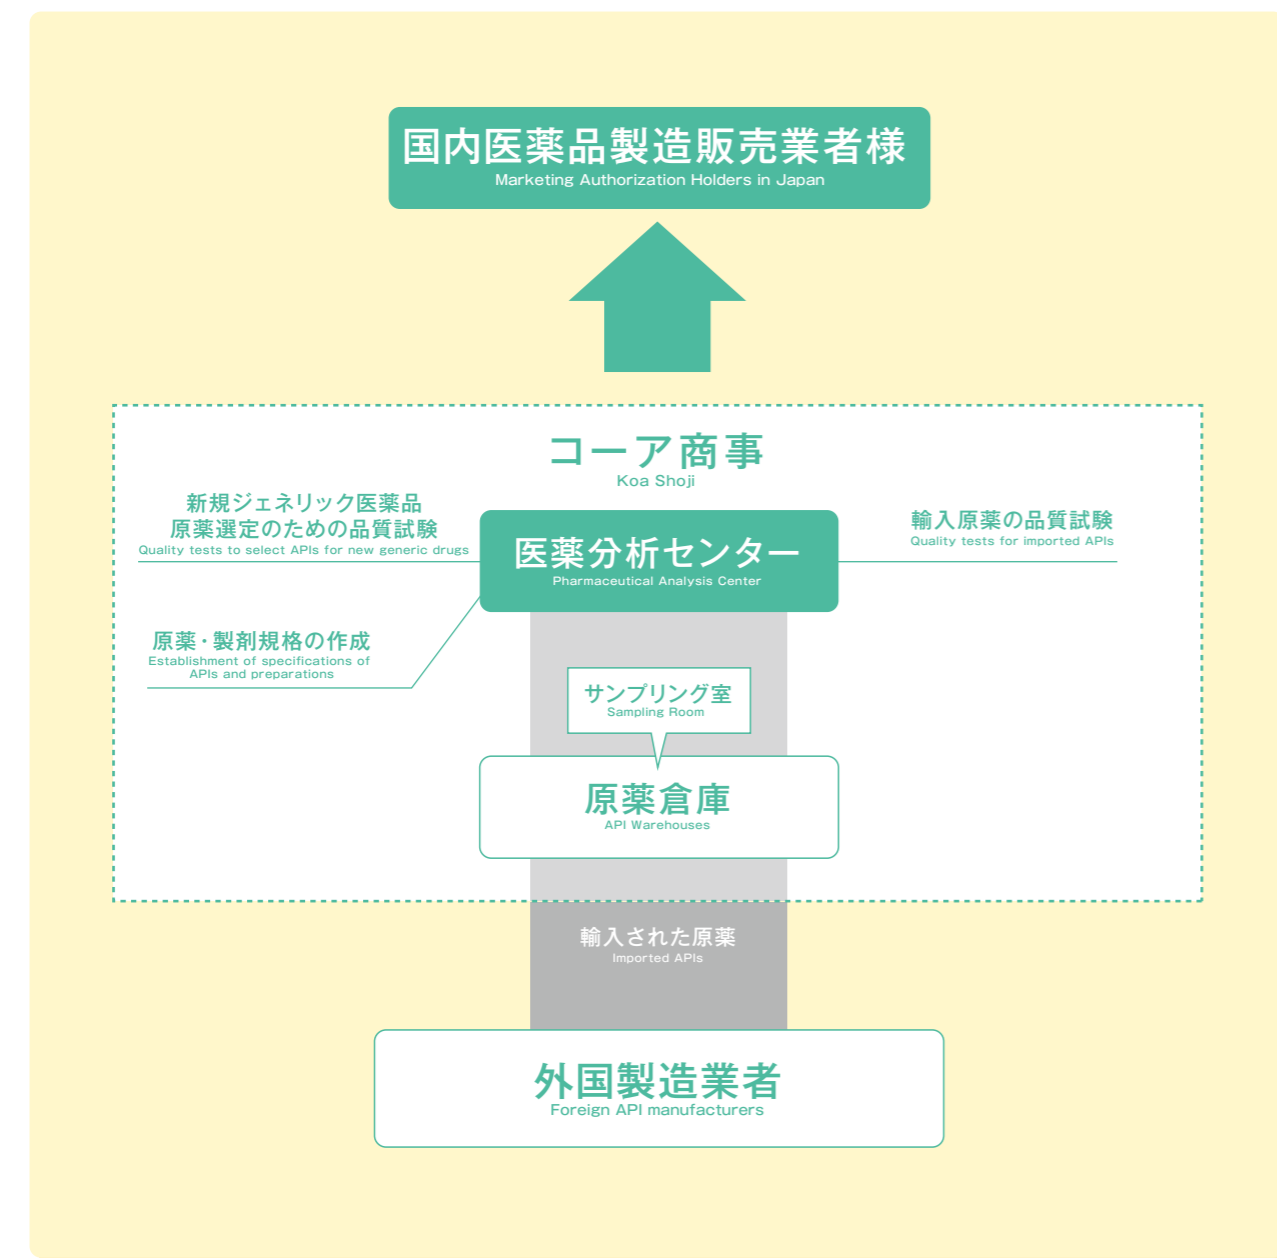 国内医薬品製造販売業者様
Marketing Authorization Holders in Japan
コーア商事
Koa Shoji
新規ジェネリック医薬品
原薬選定のための品質試験
Quality tests to select APIs for new generic drugs
医薬分析センター
Pharmaceutical Analysis Center
輸入原薬の品質試験
Quality tests for imported APIs
原薬・製剤規格の作成
Establishment of specifications of
APIs and preparations
サンプリング室
Sampling Room
原薬倉庫
API Warehouses
輸入された原薬
Imported APIs
外国製造業者
Foreign API manufacturers